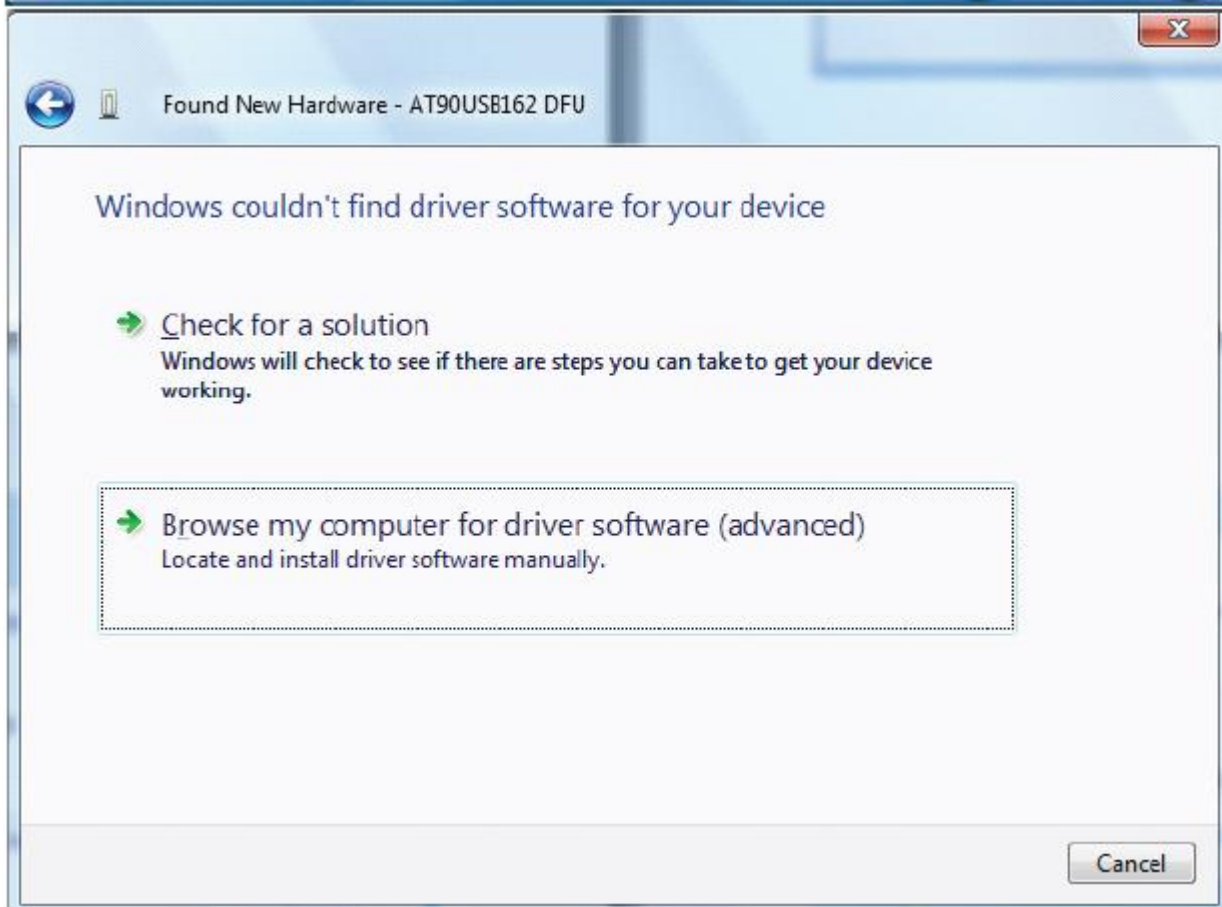 Found New Hardware - AT90USB162 DFU
Windows couldn't find driver software for your device
Check for a solution
Windows will check to see if there are steps you can take to get your device
working.
Browse my computer for driver software (advanced)
Locate and install driver software manually.
Cancel